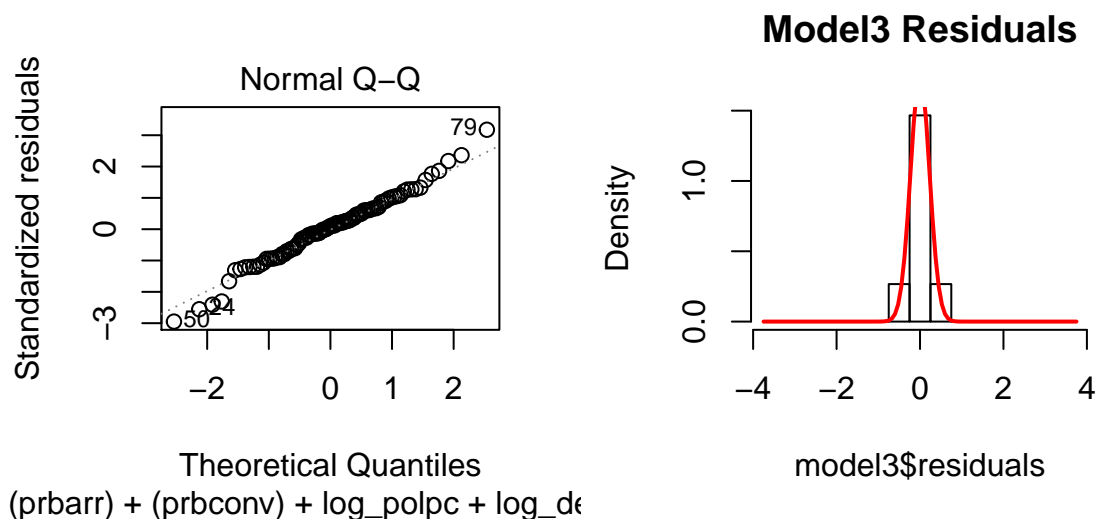 Normal Q−Q
Standardized residuals
2
0
−3
79
50
24
−2
0
1
2
Theoretical Quantiles
(prbarr) + (prbconv) + log_polpc + log_de
Model3 Residuals
Density
1.0
0.0
−4
−2
0
2
4
model3$residuals